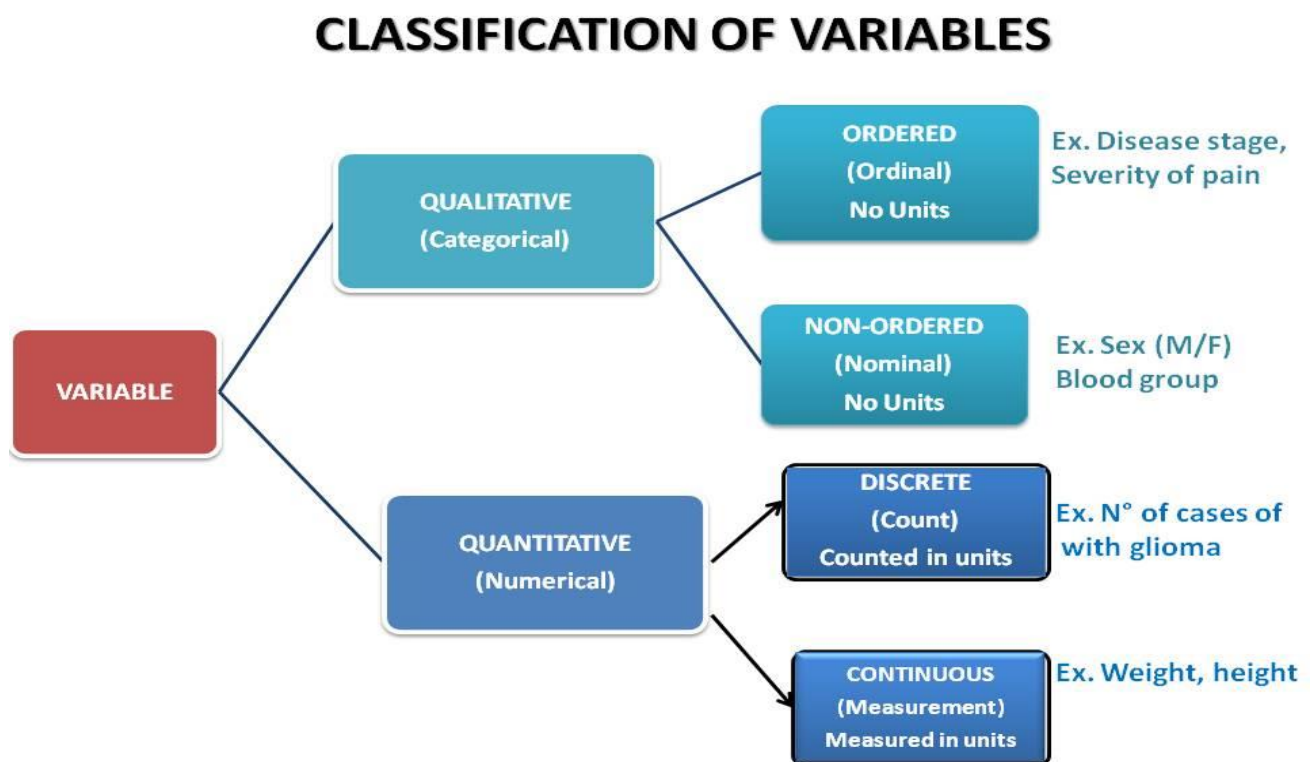 CLASSIFICATION OF VARIABLES
VARIABLE
QUALITATIVE
(Categorical)
ORDERED
(Ordinal)
No Units
Ex. Disease stage,
Severity of pain
NON-ORDERED
(Nominal)
No Units
Ex. Sex (M/F)
Blood group
QUANTITATIVE
(Numerical)
DISCRETE
(Count)
Counted in units
Ex. N° of cases of
with glioma
CONTINUOUS
(Measurement)
Measured in units
Ex. Weight, height